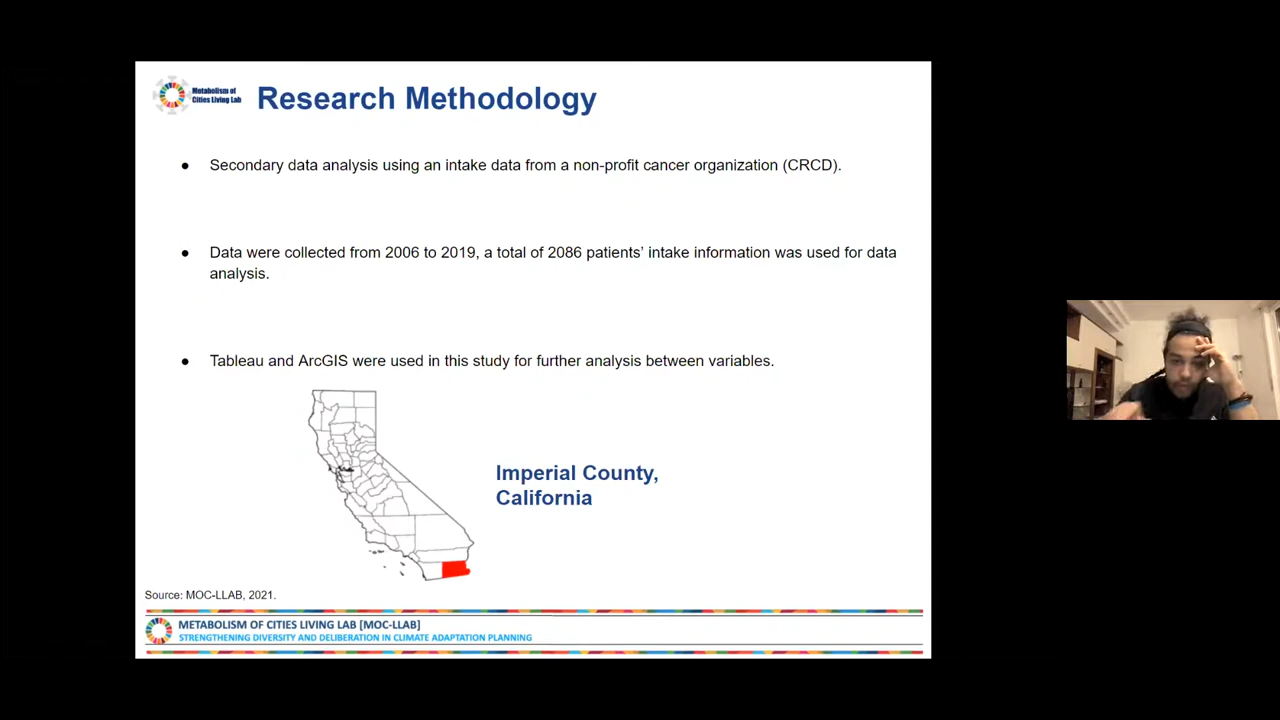 Metabolism of
Cities Living Lab
Research Methodology
● Secondary data analysis using an intake data from a non-profit cancer organization (CRCD).
● Data were collected from 2006 to 2019, a total of 2086 patients’ intake information was used for data
analysis.
● Tableau and ArcGIS were used in this study for further analysis between variables.
Imperial County,
California
Source: MOC-LLAB, 2021.
METABOLISM OF CITIES LIVING LAB [MOC-LLAB]
STRENGTHENING DIVERSITY AND DELIBERATION IN CLIMATE ADAPTATION PLANNING